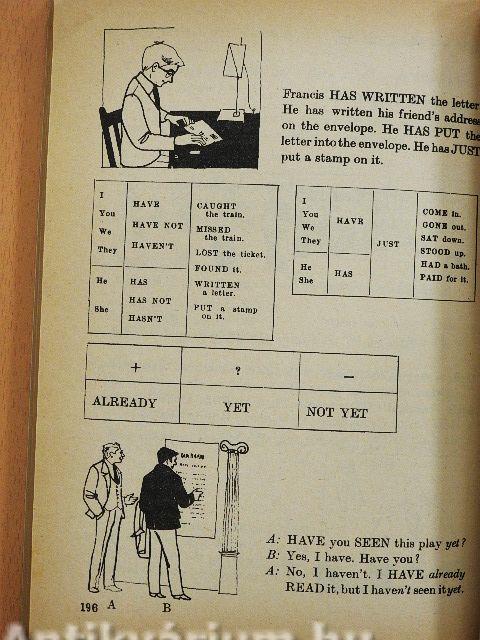 Francis HAS WRITTEN the letter
He has written his friend's address
on the envelope. He HAS PUT the
letter into the envelope. He has JUST
put a stamp on it.
I
You
We
They
HAVE
HAVE NOT
HAVEN'T
He
She
HAS
HAS NOT
HASN'T
CAUGHT
the train.
MISSED
the train.
LOST the ticket.
FOUND it.
WRITTEN
a letter.
PUT a stamp
on it.
I
You
We
They
HAVE
He
She
HAS
JUST
COME in.
GONE out.
SAT down.
STOOD up.
HAD a bath.
PAID for it.
+ ? −
ALREADY YET NOT YET
A: HAVE you SEEN this play yet?
B: Yes, I have. Have you?
A: No, I haven't. I HAVE already
READ it, but I haven't seen it yet.
196 A B
Antikvárium.hu